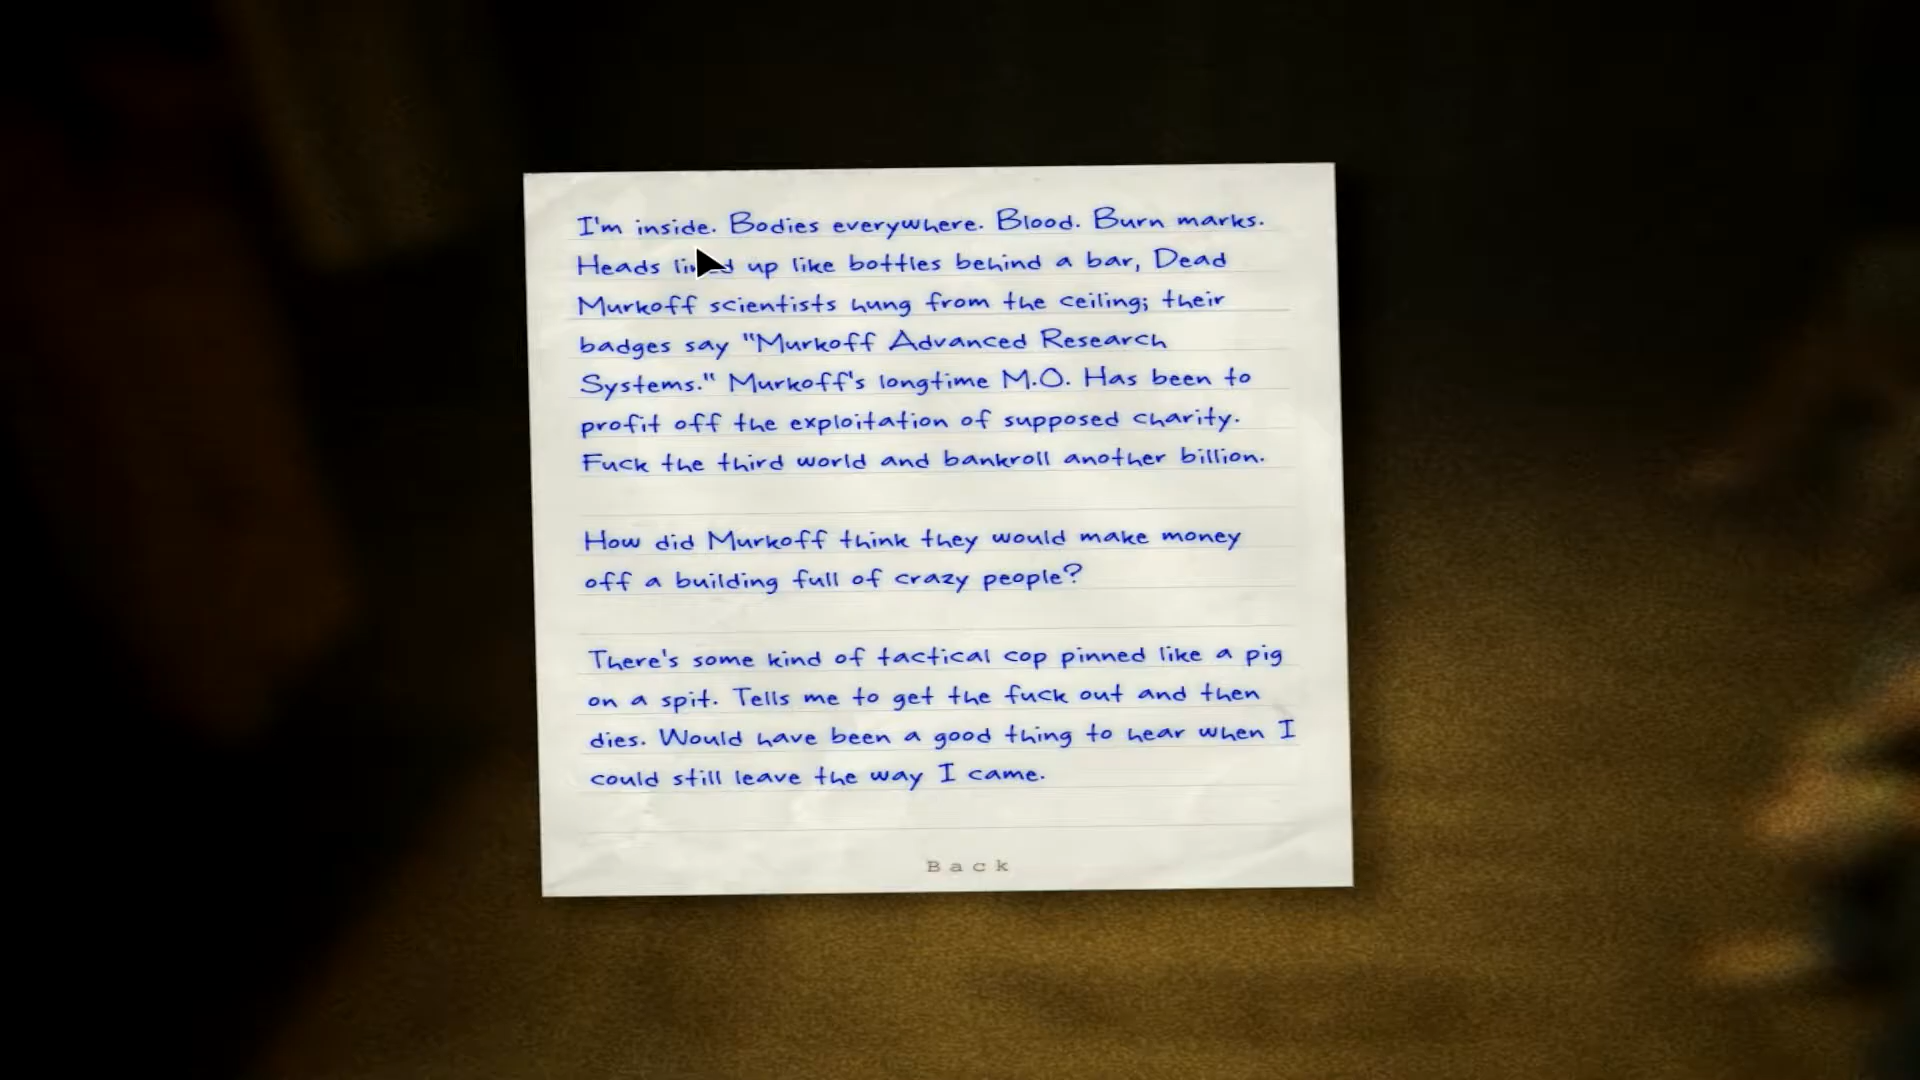 I'm inside. Bodies everywhere. Blood. Burn marks.
Heads lined up like bottles behind a bar, Dead
Murkoff scientists hung from the ceiling; their
badges say "Murkoff Advanced Research
Systems." Murkoff's longtime M.O. Has been to
profit off the exploitation of supposed charity.
Fuck the third world and bankroll another billion.
How did Murkoff think they would make money
off a building full of crazy people?
There's some kind of tactical cop pinned like a pig
on a spit. Tells me to get the fuck out and then
dies. Would have been a good thing to hear when I
could still leave the way I came.
Back